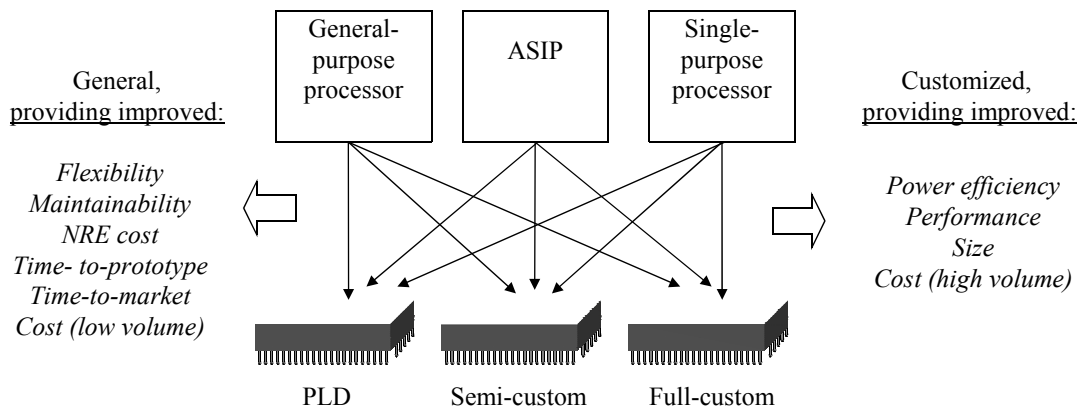 General-
purpose
processor
ASIP
Single-
purpose
processor
General,
providing improved:
Flexibility
Maintainability
NRE cost
Time- to-prototype
Time-to-market
Cost (low volume)
Customized,
providing improved:
Power efficiency
Performance
Size
Cost (high volume)
PLD
Semi-custom
Full-custom